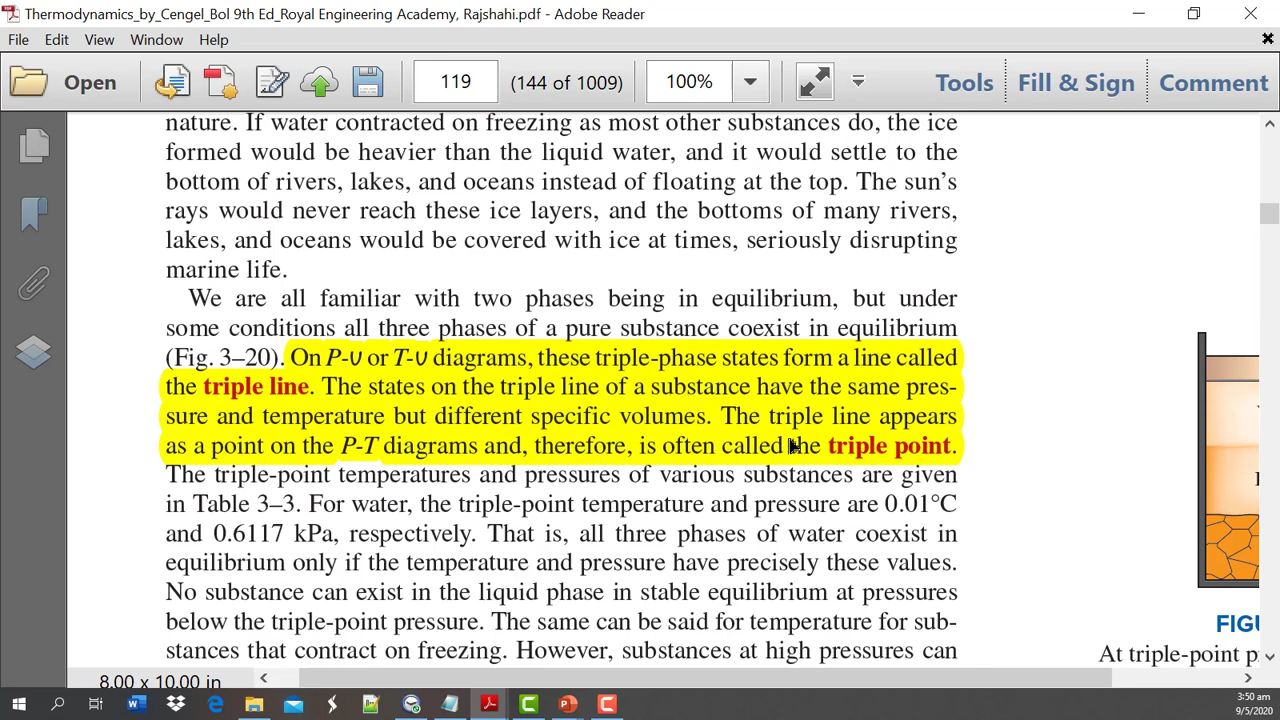 Thermodynamics_by_Cengel_Bol 9th Ed_Royal Engineering Academy, Rajshahi.pdf - Adobe Reader
File Edit View Window Help
Open 119 (144 of 1009) 100% Tools Fill & Sign Comment
nature. If water contracted on freezing as most other substances do, the ice
formed would be heavier than the liquid water, and it would settle to the
bottom of rivers, lakes, and oceans instead of floating at the top. The sun's
rays would never reach these ice layers, and the bottoms of many rivers,
lakes, and oceans would be covered with ice at times, seriously disrupting
marine life.
We are all familiar with two phases being in equilibrium, but under
some conditions all three phases of a pure substance coexist in equilibrium
(Fig. 3–20). On P-υ or T-υ diagrams, these triple-phase states form a line called
the triple line. The states on the triple line of a substance have the same pres-
sure and temperature but different specific volumes. The triple line appears
as a point on the P-T diagrams and, therefore, is often called the triple point.
The triple-point temperatures and pressures of various substances are given
in Table 3–3. For water, the triple-point temperature and pressure are 0.01°C
and 0.6117 kPa, respectively. That is, all three phases of water coexist in
equilibrium only if the temperature and pressure have precisely these values.
No substance can exist in the liquid phase in stable equilibrium at pressures
below the triple-point pressure. The same can be said for temperature for sub-
stances that contract on freezing. However, substances at high pressures can
FIGU
At triple-point p
8.00 x 10.00 in
3:50 am
9/5/2020